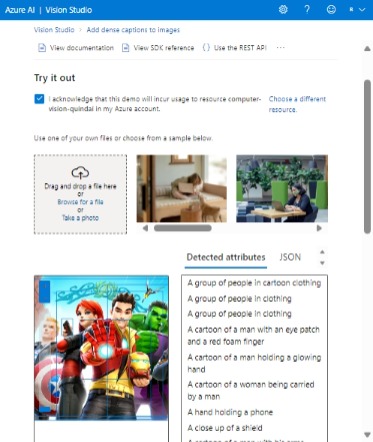 Azure AI | Vision Studio
Vision Studio > Add dense captions to images
View documentation View SDK reference {} Use the REST API ...
Try it out
I acknowledge that this demo will incur usage to resource computer-
vision-quindai in my Azure account.
Choose a different
resource.
Use one of your own files or choose from a sample below.
Drag and drop a file here
or
Browse for a file
or
Take a photo
Detected attributes JSON
A group of people in cartoon clothing
A group of people in clothing
A group of people in clothing
A cartoon of a man with an eye patch
and a red foam finger
A cartoon of a man holding a glowing
hand
A cartoon of a woman being carried
by a man
A hand holding a phone
A close up of a shield